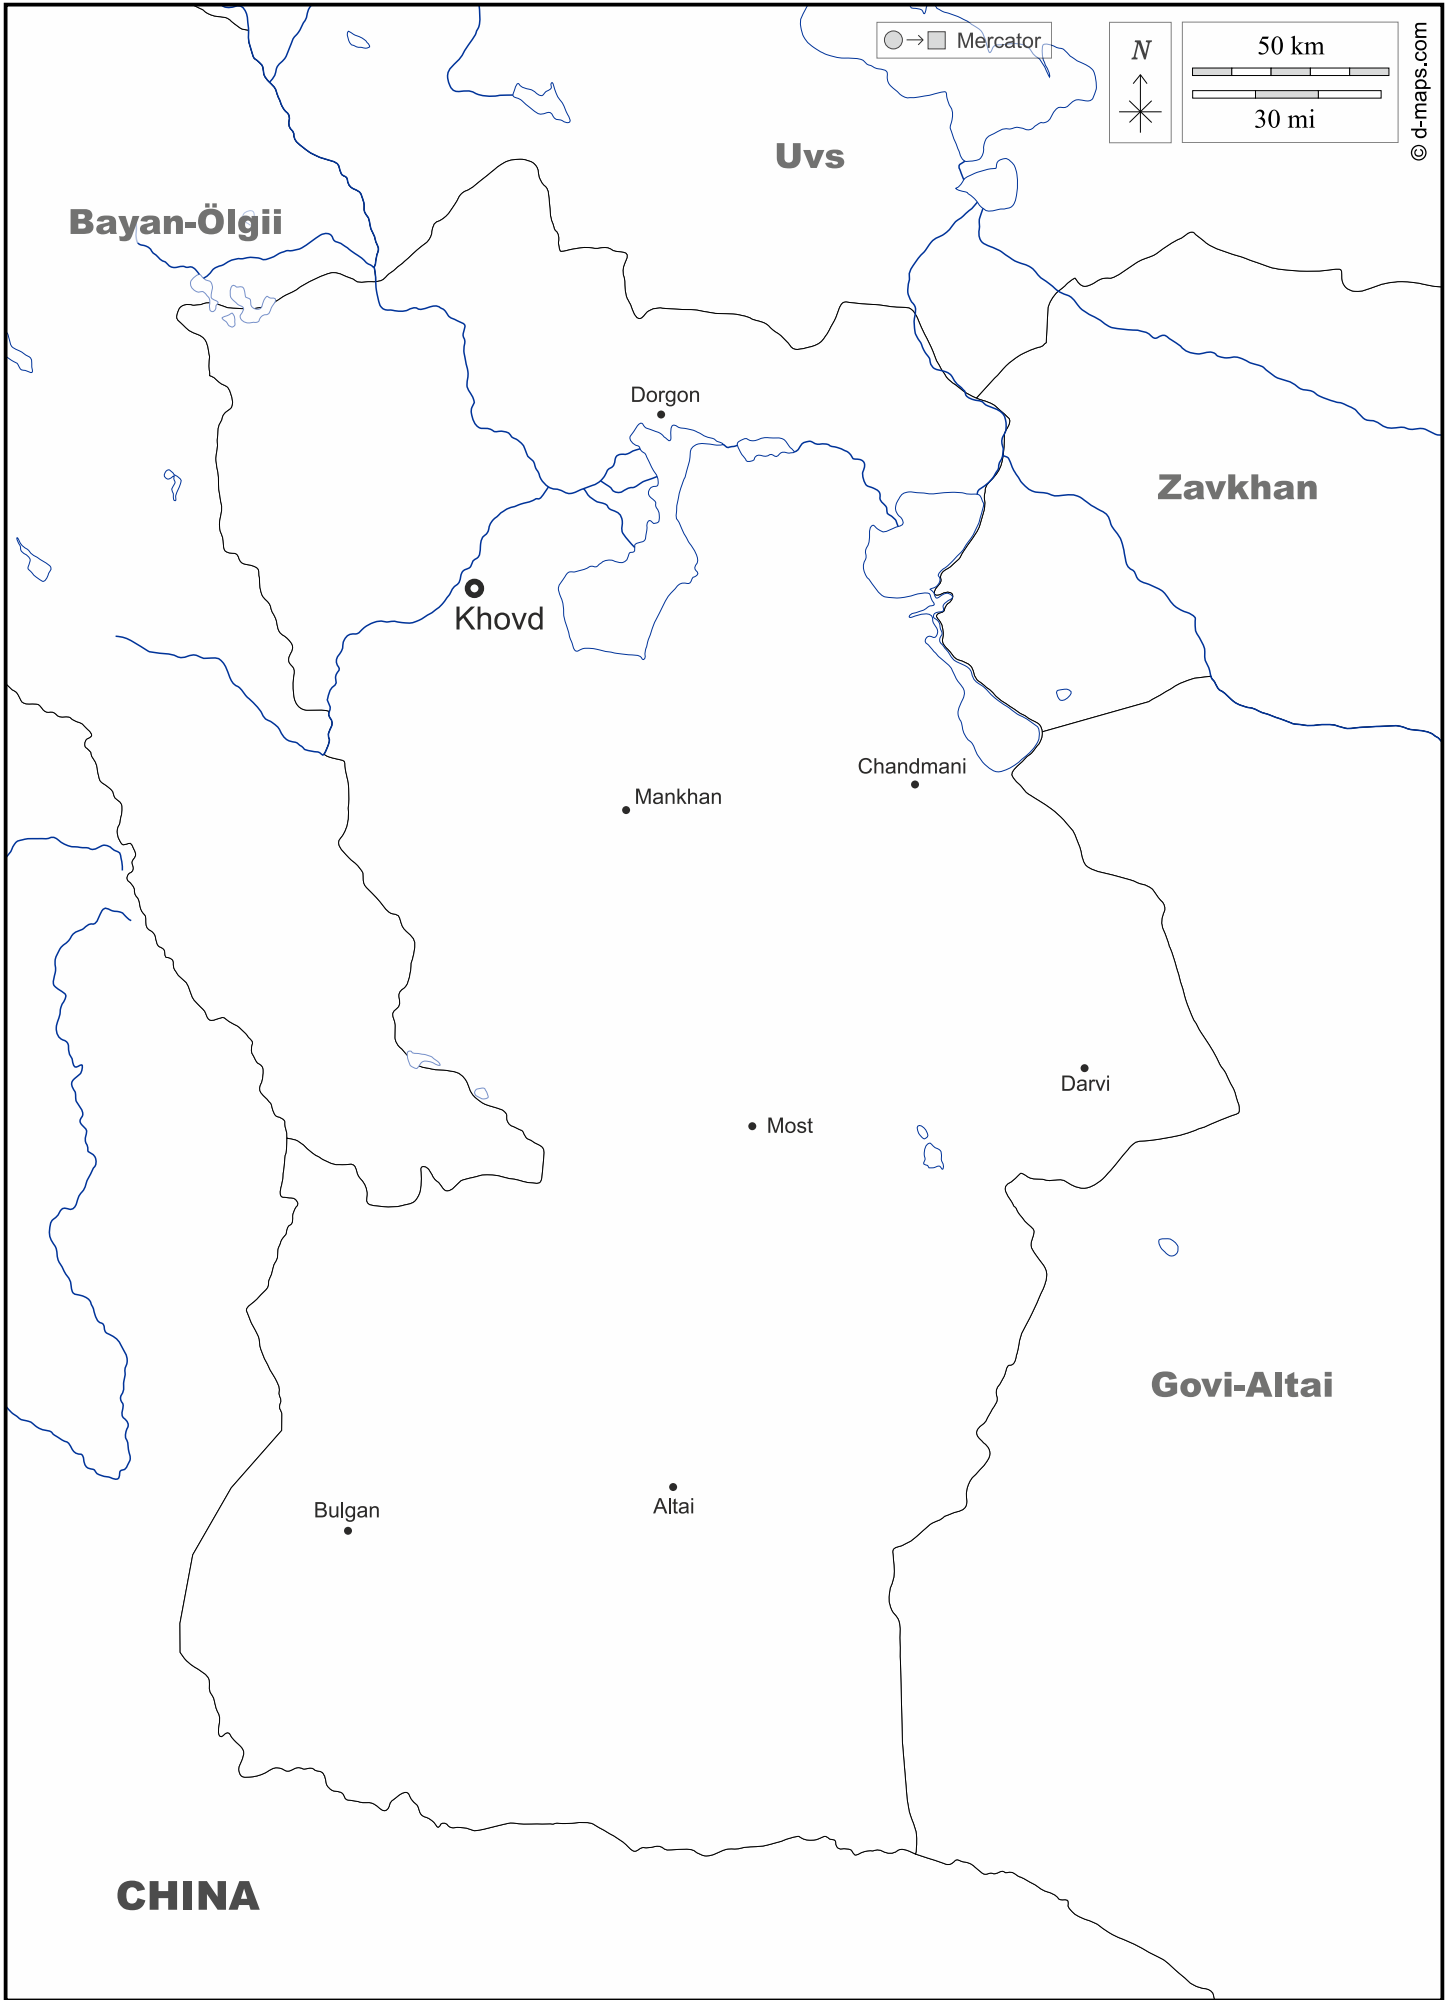 Mercator
N
50 km
30 mi
© d-maps.com
Uvs
Bayan-Ölgii
Dorgon
Zavkhan
Khovd
Chandmani
Mankhan
Darvi
Most
Govi-Altai
Altai
Bulgan
CHINA